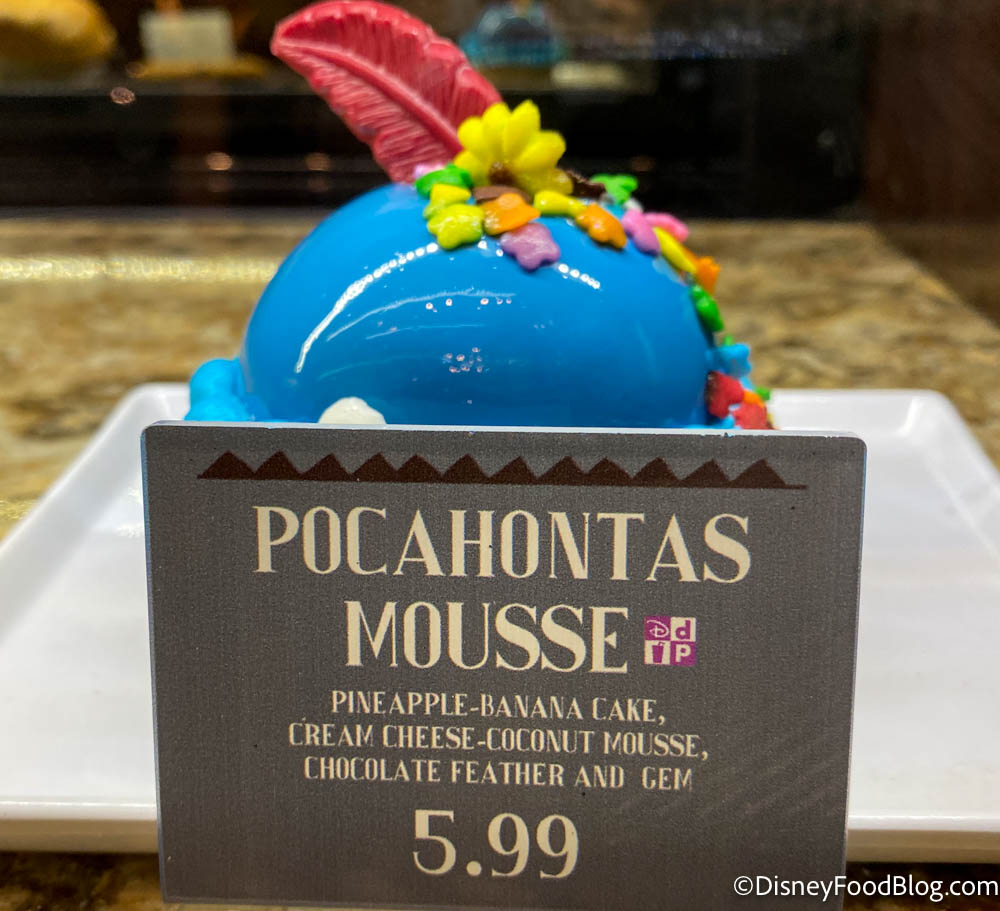 POCAHONTAS
MOUSSE
D d
P
PINEAPPLE-BANANA CAKE,
CREAM CHEESE-COCONUT MOUSSE,
CHOCOLATE FEATHER AND GEM
5.99
©DisneyFoodBlog.com